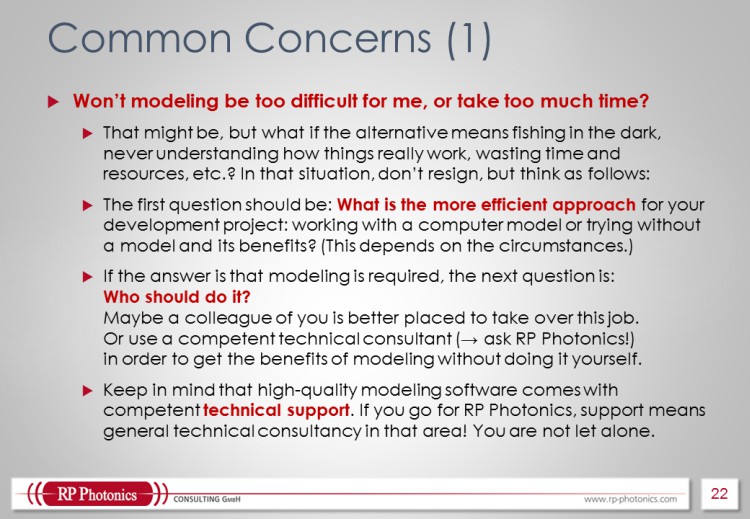 Common Concerns (1)
Won't modeling be too difficult for me, or take too much time?
That might be, but what if the alternative means fishing in the dark,
never understanding how things really work, wasting time and
resources, etc.? In that situation, don't resign, but think as follows:
The first question should be: What is the more efficient approach for your
development project: working with a computer model or trying without
a model and its benefits? (This depends on the circumstances.)
If the answer is that modeling is required, the next question is:
Who should do it?
Maybe a colleague of you is better placed to take over this job.
Or use a competent technical consultant (→ ask RP Photonics!)
in order to get the benefits of modeling without doing it yourself.
Keep in mind that high-quality modeling software comes with
competent technical support. If you go for RP Photonics, support means
general technical consultancy in that area! You are not let alone.
RP Photonics CONSULTING GmbH
www.rp-photonics.com
22